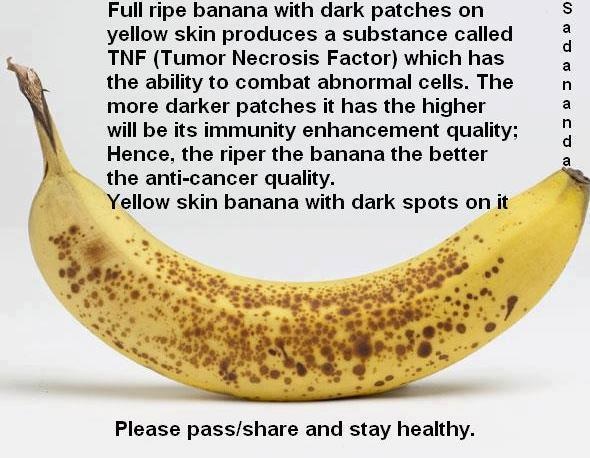 Full ripe banana with dark patches on
yellow skin produces a substance called
TNF (Tumor Necrosis Factor) which has
the ability to combat abnormal cells. The
more darker patches it has the higher
will be its immunity enhancement quality;
Hence, the riper the banana the better
the anti-cancer quality.
Yellow skin banana with dark spots on it
Sadananda
Please pass/share and stay healthy.